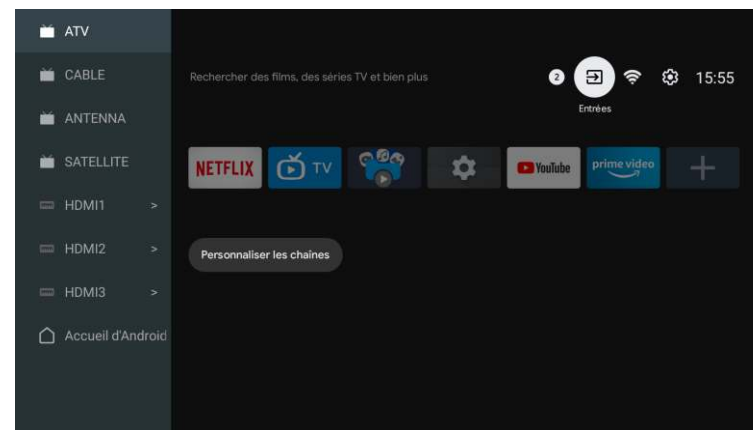 ATV
CABLE
ANTENNA
SATELLITE
HDMI1 >
HDMI2 >
HDMI3 >
Accueil d'Android
Rechercher des films, des séries TV et bien plus
2
15:55
Entrées
NETFLIX
TV
YouTube
prime video
Personnaliser les chaînes